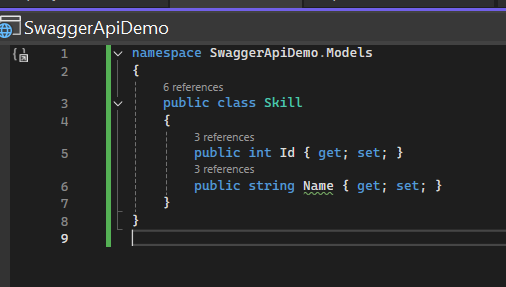 SwaggerApiDemo
1 namespace SwaggerApiDemo.Models
2 {
6 references
3 public class Skill
4 {
3 references
5 public int Id { get; set; }
3 references
6 public string Name { get; set; }
7 }
8 }
9